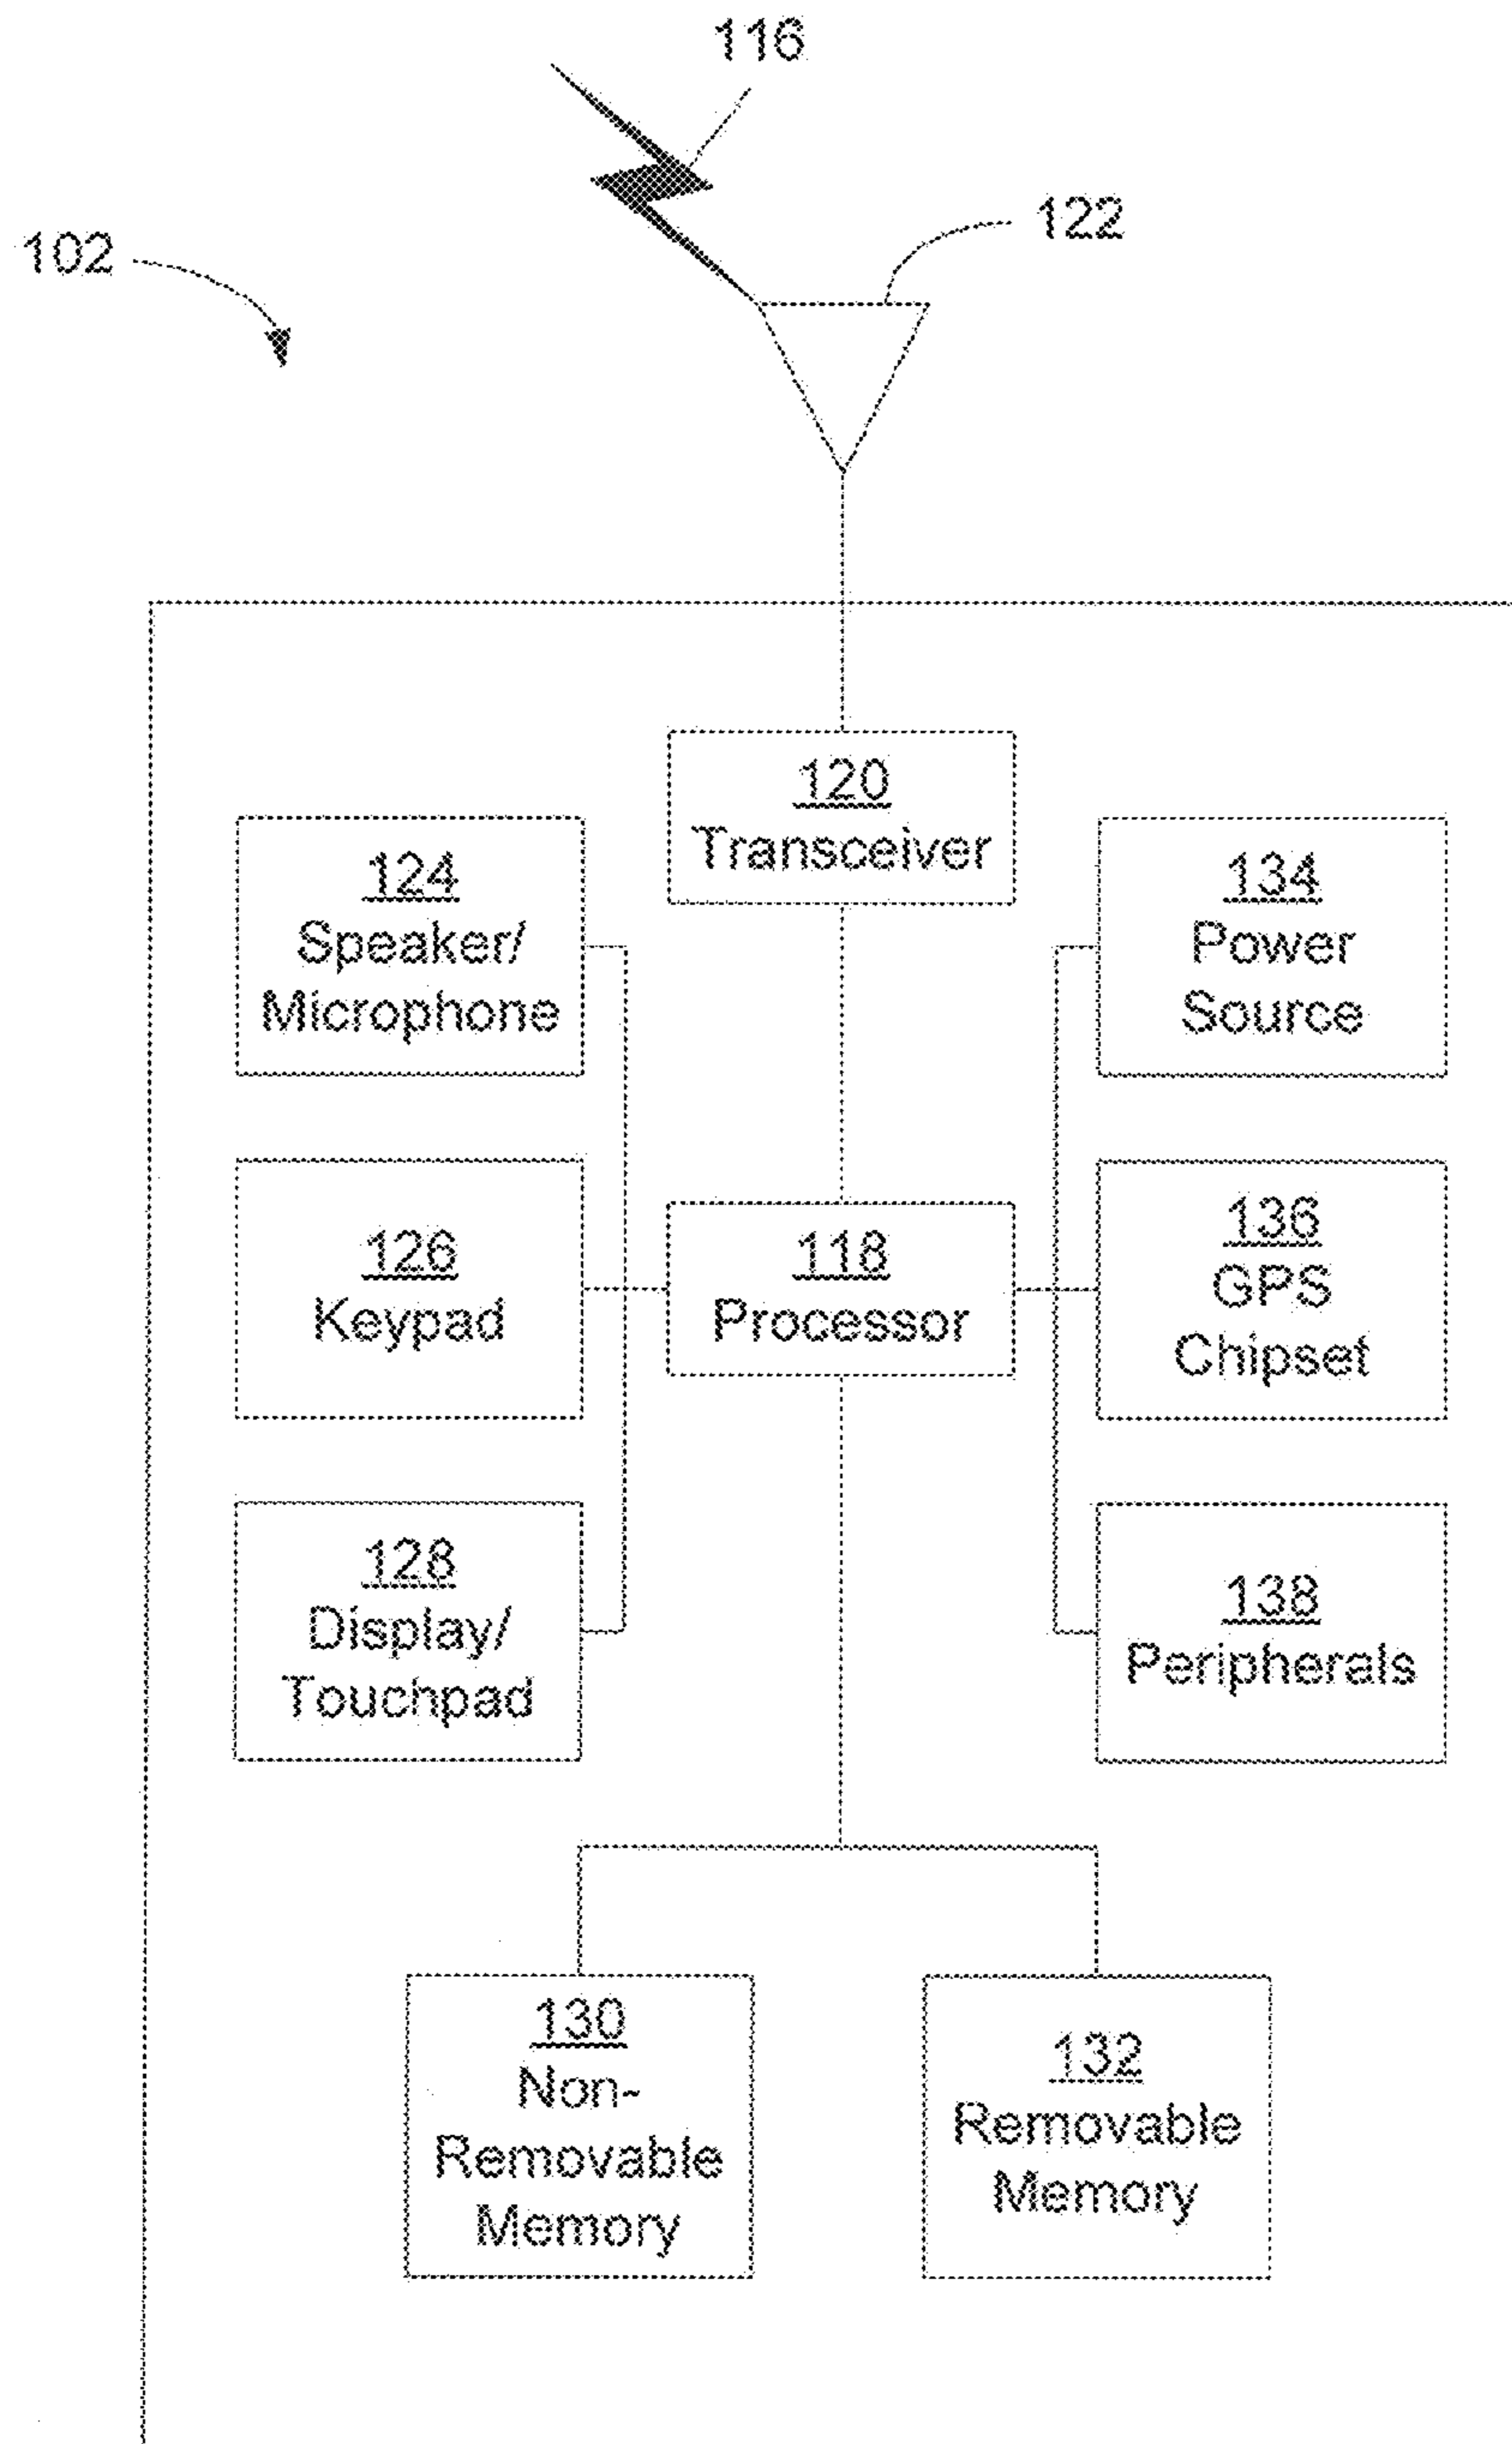 116
122
102
120
Transceiver
124
Speaker/
Microphone
134
Power
Source
126
Keypad
118
Processor
136
GPS
Chipset
128
Display/
Touchpad
138
Peripherals
130
Non-
Removable
Memory
132
Removable
Memory